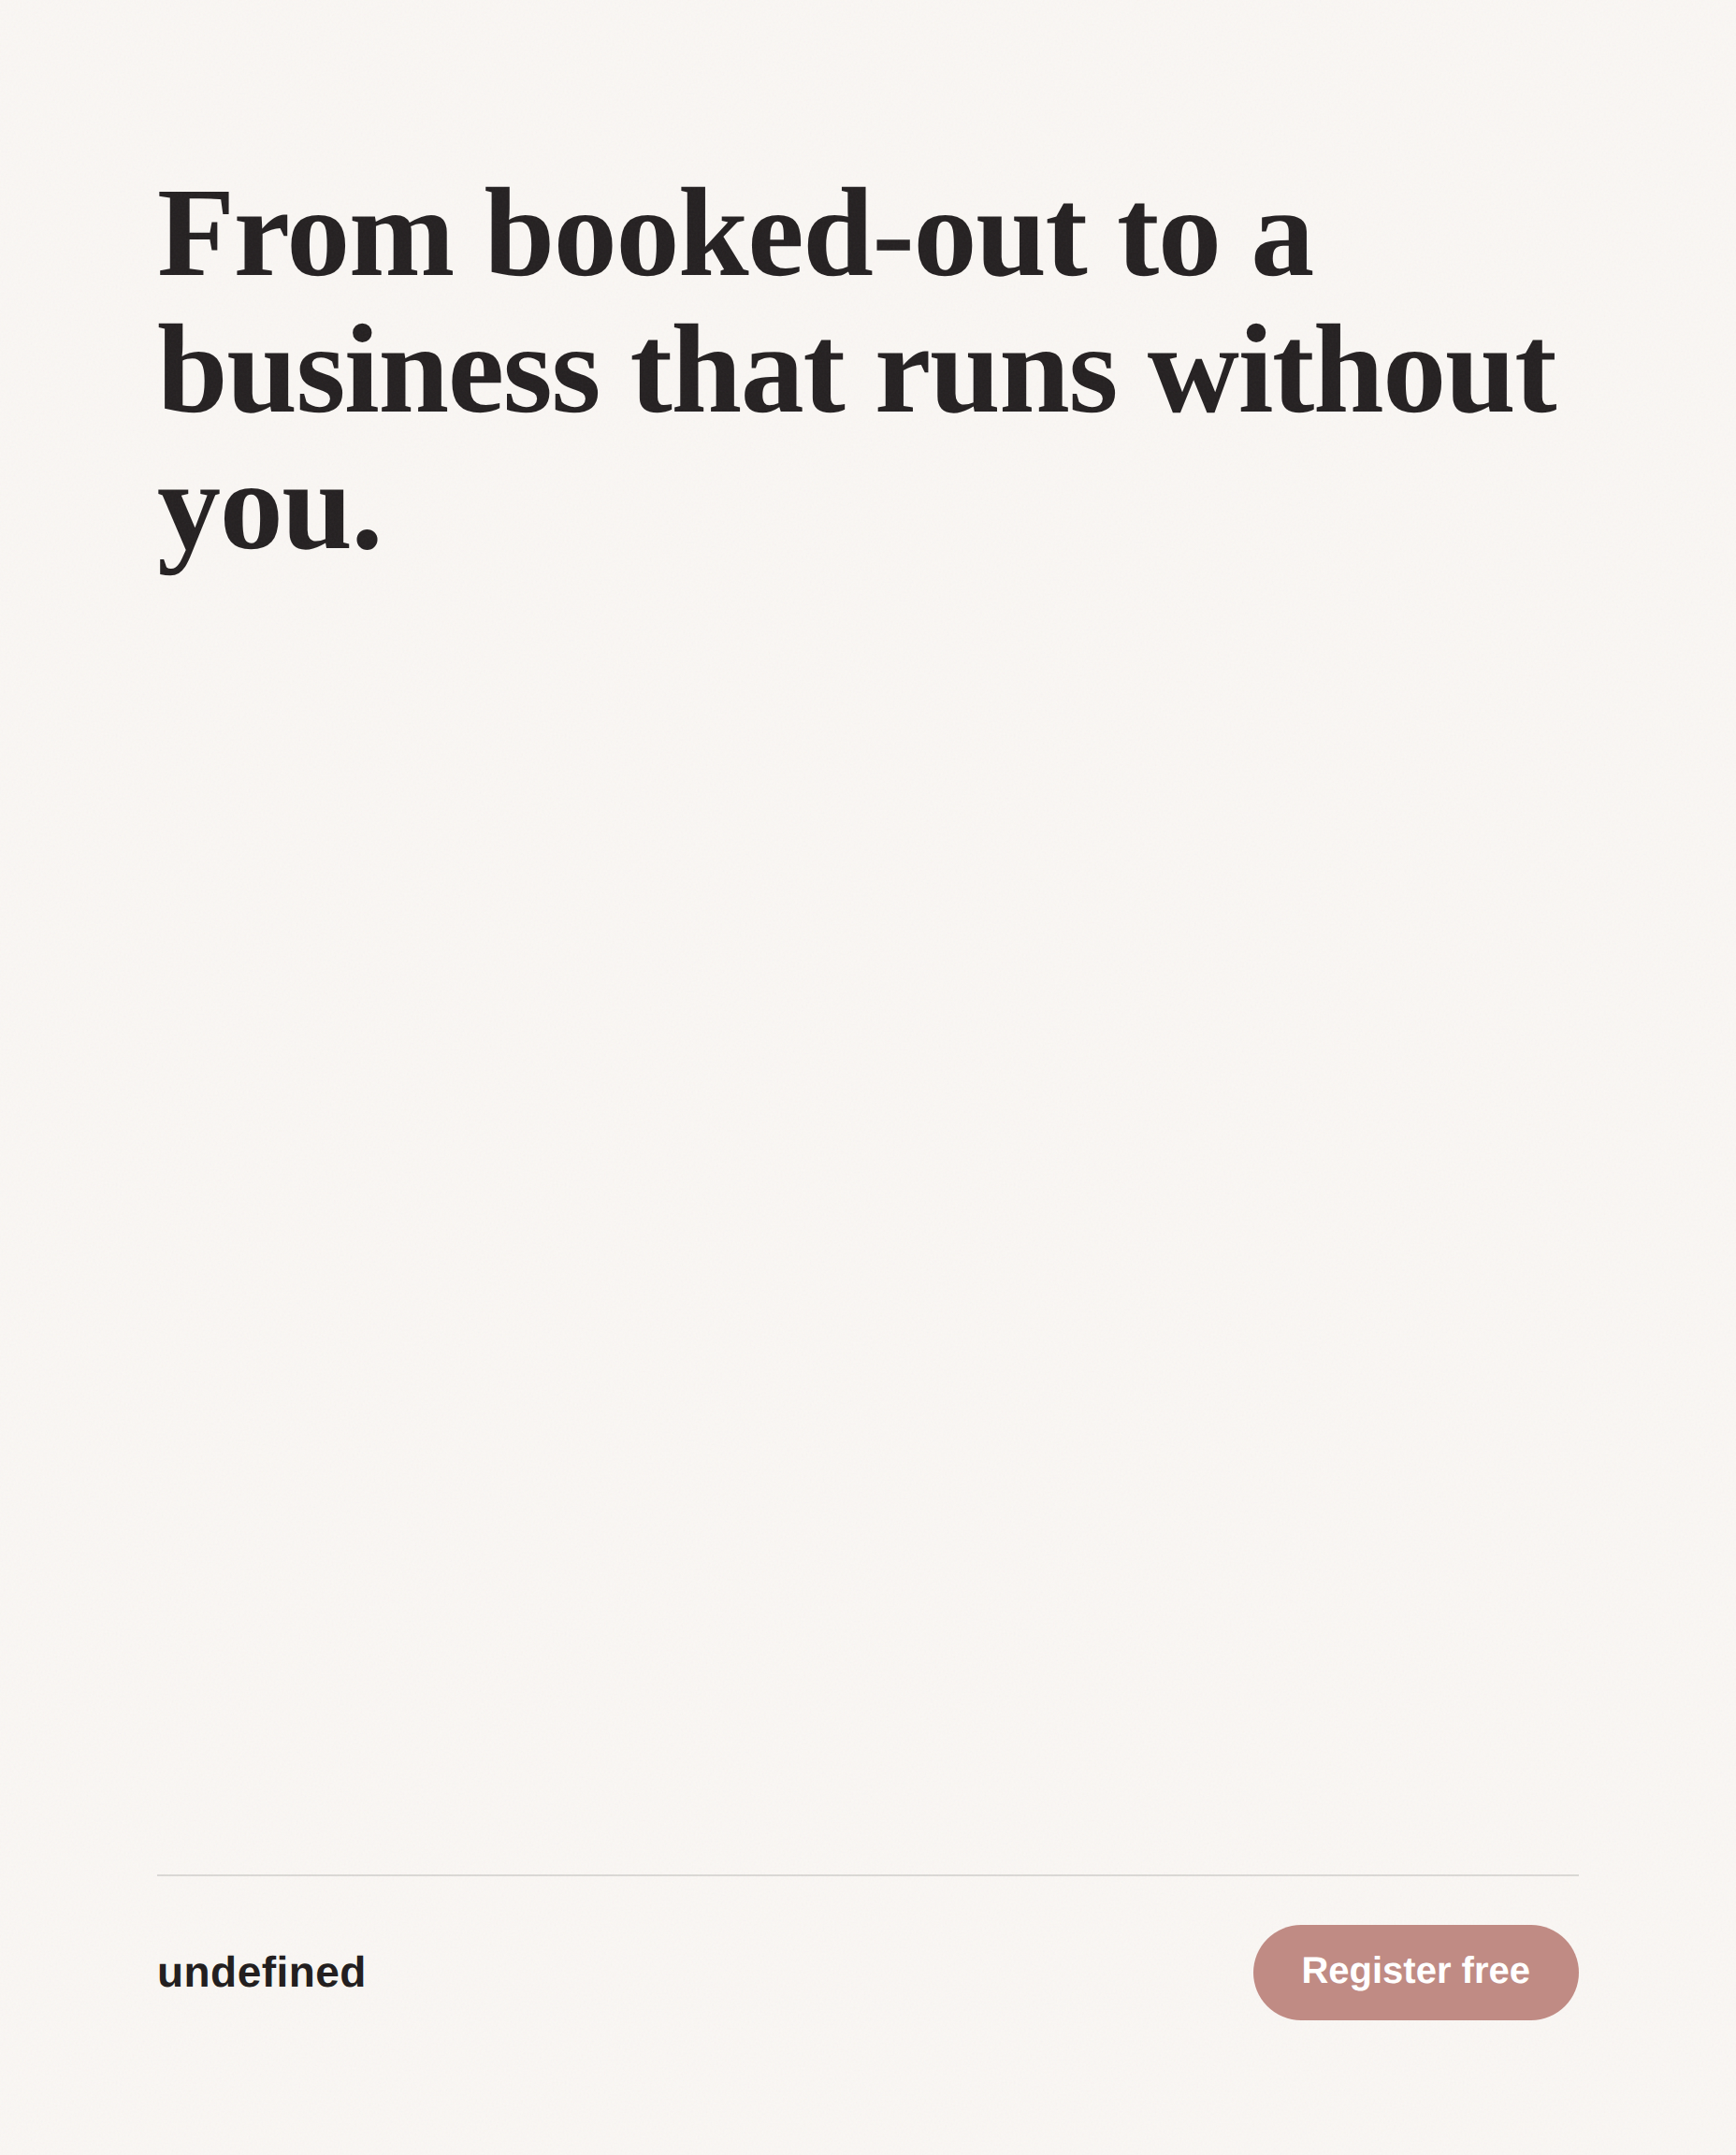 From booked-out to a
business that runs without
you.
undefined
Register free